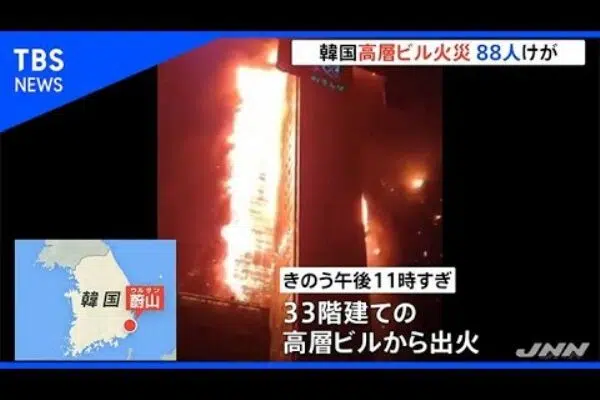 TBS
NEWS
韓国高層ビル火災 88人けが
きのう午後11時すぎ
33階建ての
高層ビルから出火
韓国
ウルサン
蔚山
JNN